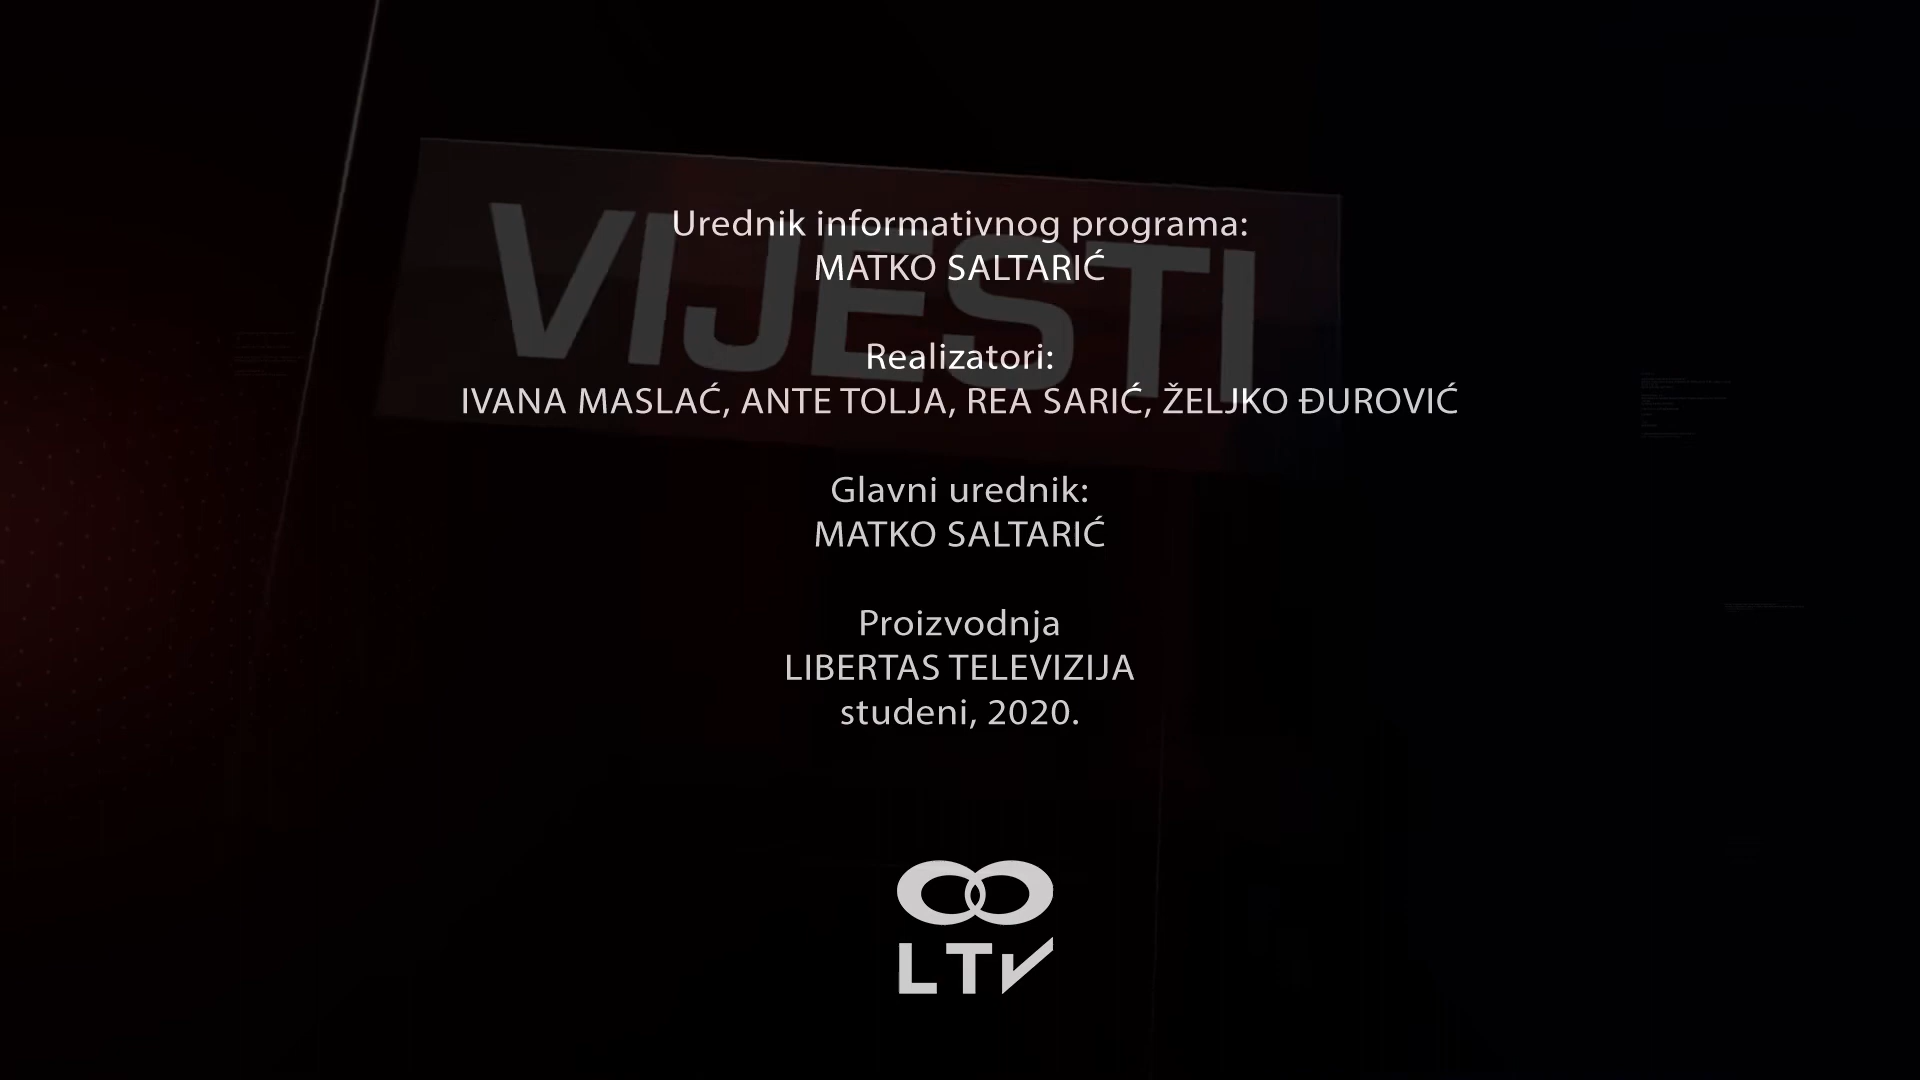 VIJESTI
Urednik informativnog programa:
MATKO SALTARIĆ
Realizatori:
IVANA MASLAĆ, ANTE TOLJA, REA SARIĆ, ŽELJKO ĐUROVIĆ
Glavni urednik:
MATKO SALTARIĆ
Proizvodnja
LIBERTAS TELEVIZIJA
studeni, 2020.
LTV